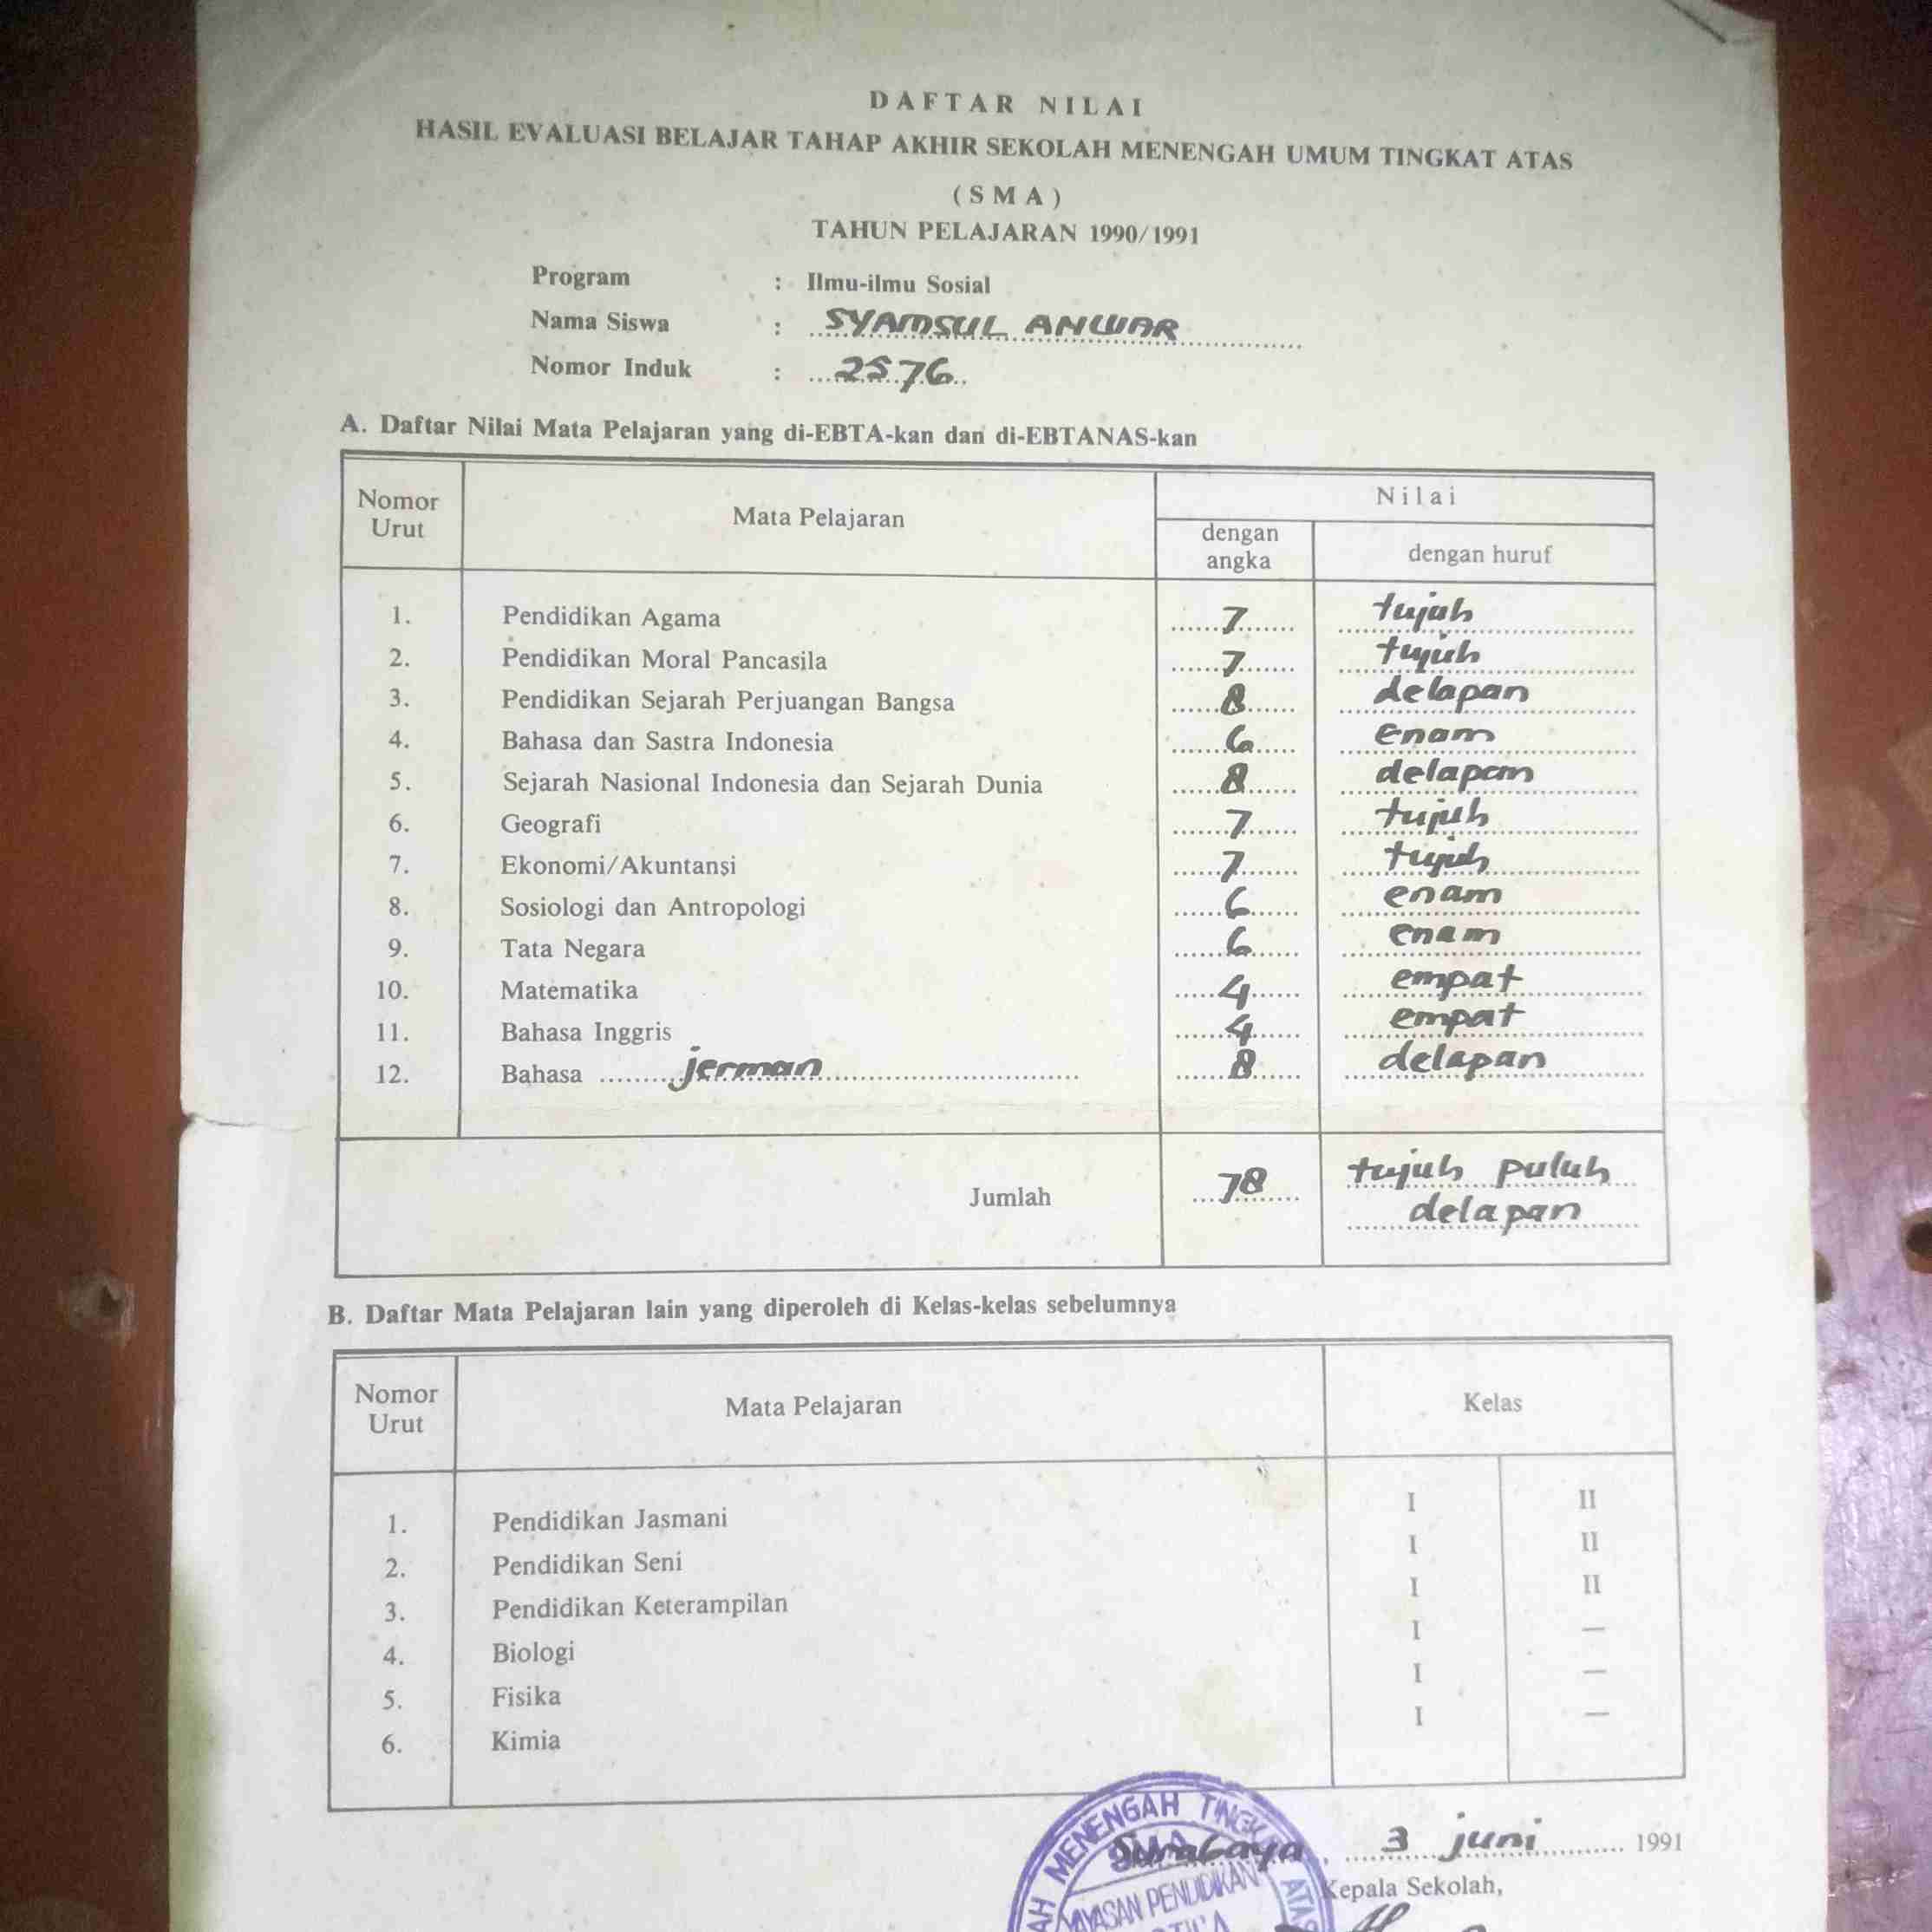 DAFTAR NILAI
HASIL EVALUASI BELAJAR TAHAP AKHIR SEKOLAH MENENGAH UMUM TINGKAT ATAS
(SMA)
TAHUN PELAJARAN 1990/1991
Program : Ilmu-ilmu Sosial
Nama Siswa : SYAMSUL ANWAR
Nomor Induk : 2576
A. Daftar Nilai Mata Pelajaran yang di-EBTA-kan dan di-EBTANAS-kan
Nomor Urut Mata Pelajaran Nilai
dengan angka dengan huruf
1. Pendidikan Agama 7 tujuh
2. Pendidikan Moral Pancasila 7 tujuh
3. Pendidikan Sejarah Perjuangan Bangsa 8 delapan
4. Bahasa dan Sastra Indonesia 6 enam
5. Sejarah Nasional Indonesia dan Sejarah Dunia 8 delapan
6. Geografi 7 tujuh
7. Ekonomi/Akuntansi 7 tujuh
8. Sosiologi dan Antropologi 6 enam
9. Tata Negara 6 enam
10. Matematika 4 empat
11. Bahasa Inggris 4 empat
12. Bahasa jerman 8 delapan
Jumlah 78 tujuh puluh
delapan
B. Daftar Mata Pelajaran lain yang diperoleh di Kelas-kelas sebelumnya
Nomor Urut Mata Pelajaran Kelas
1. Pendidikan Jasmani I II
2. Pendidikan Seni I II
3. Pendidikan Keterampilan I II
4. Biologi I —
5. Fisika I —
6. Kimia I —
MENENGAH TINGK ATAS
SMA
YAYASAN PENDIDIKAN
Surabaya, 3 juni 1991
Kepala Sekolah,